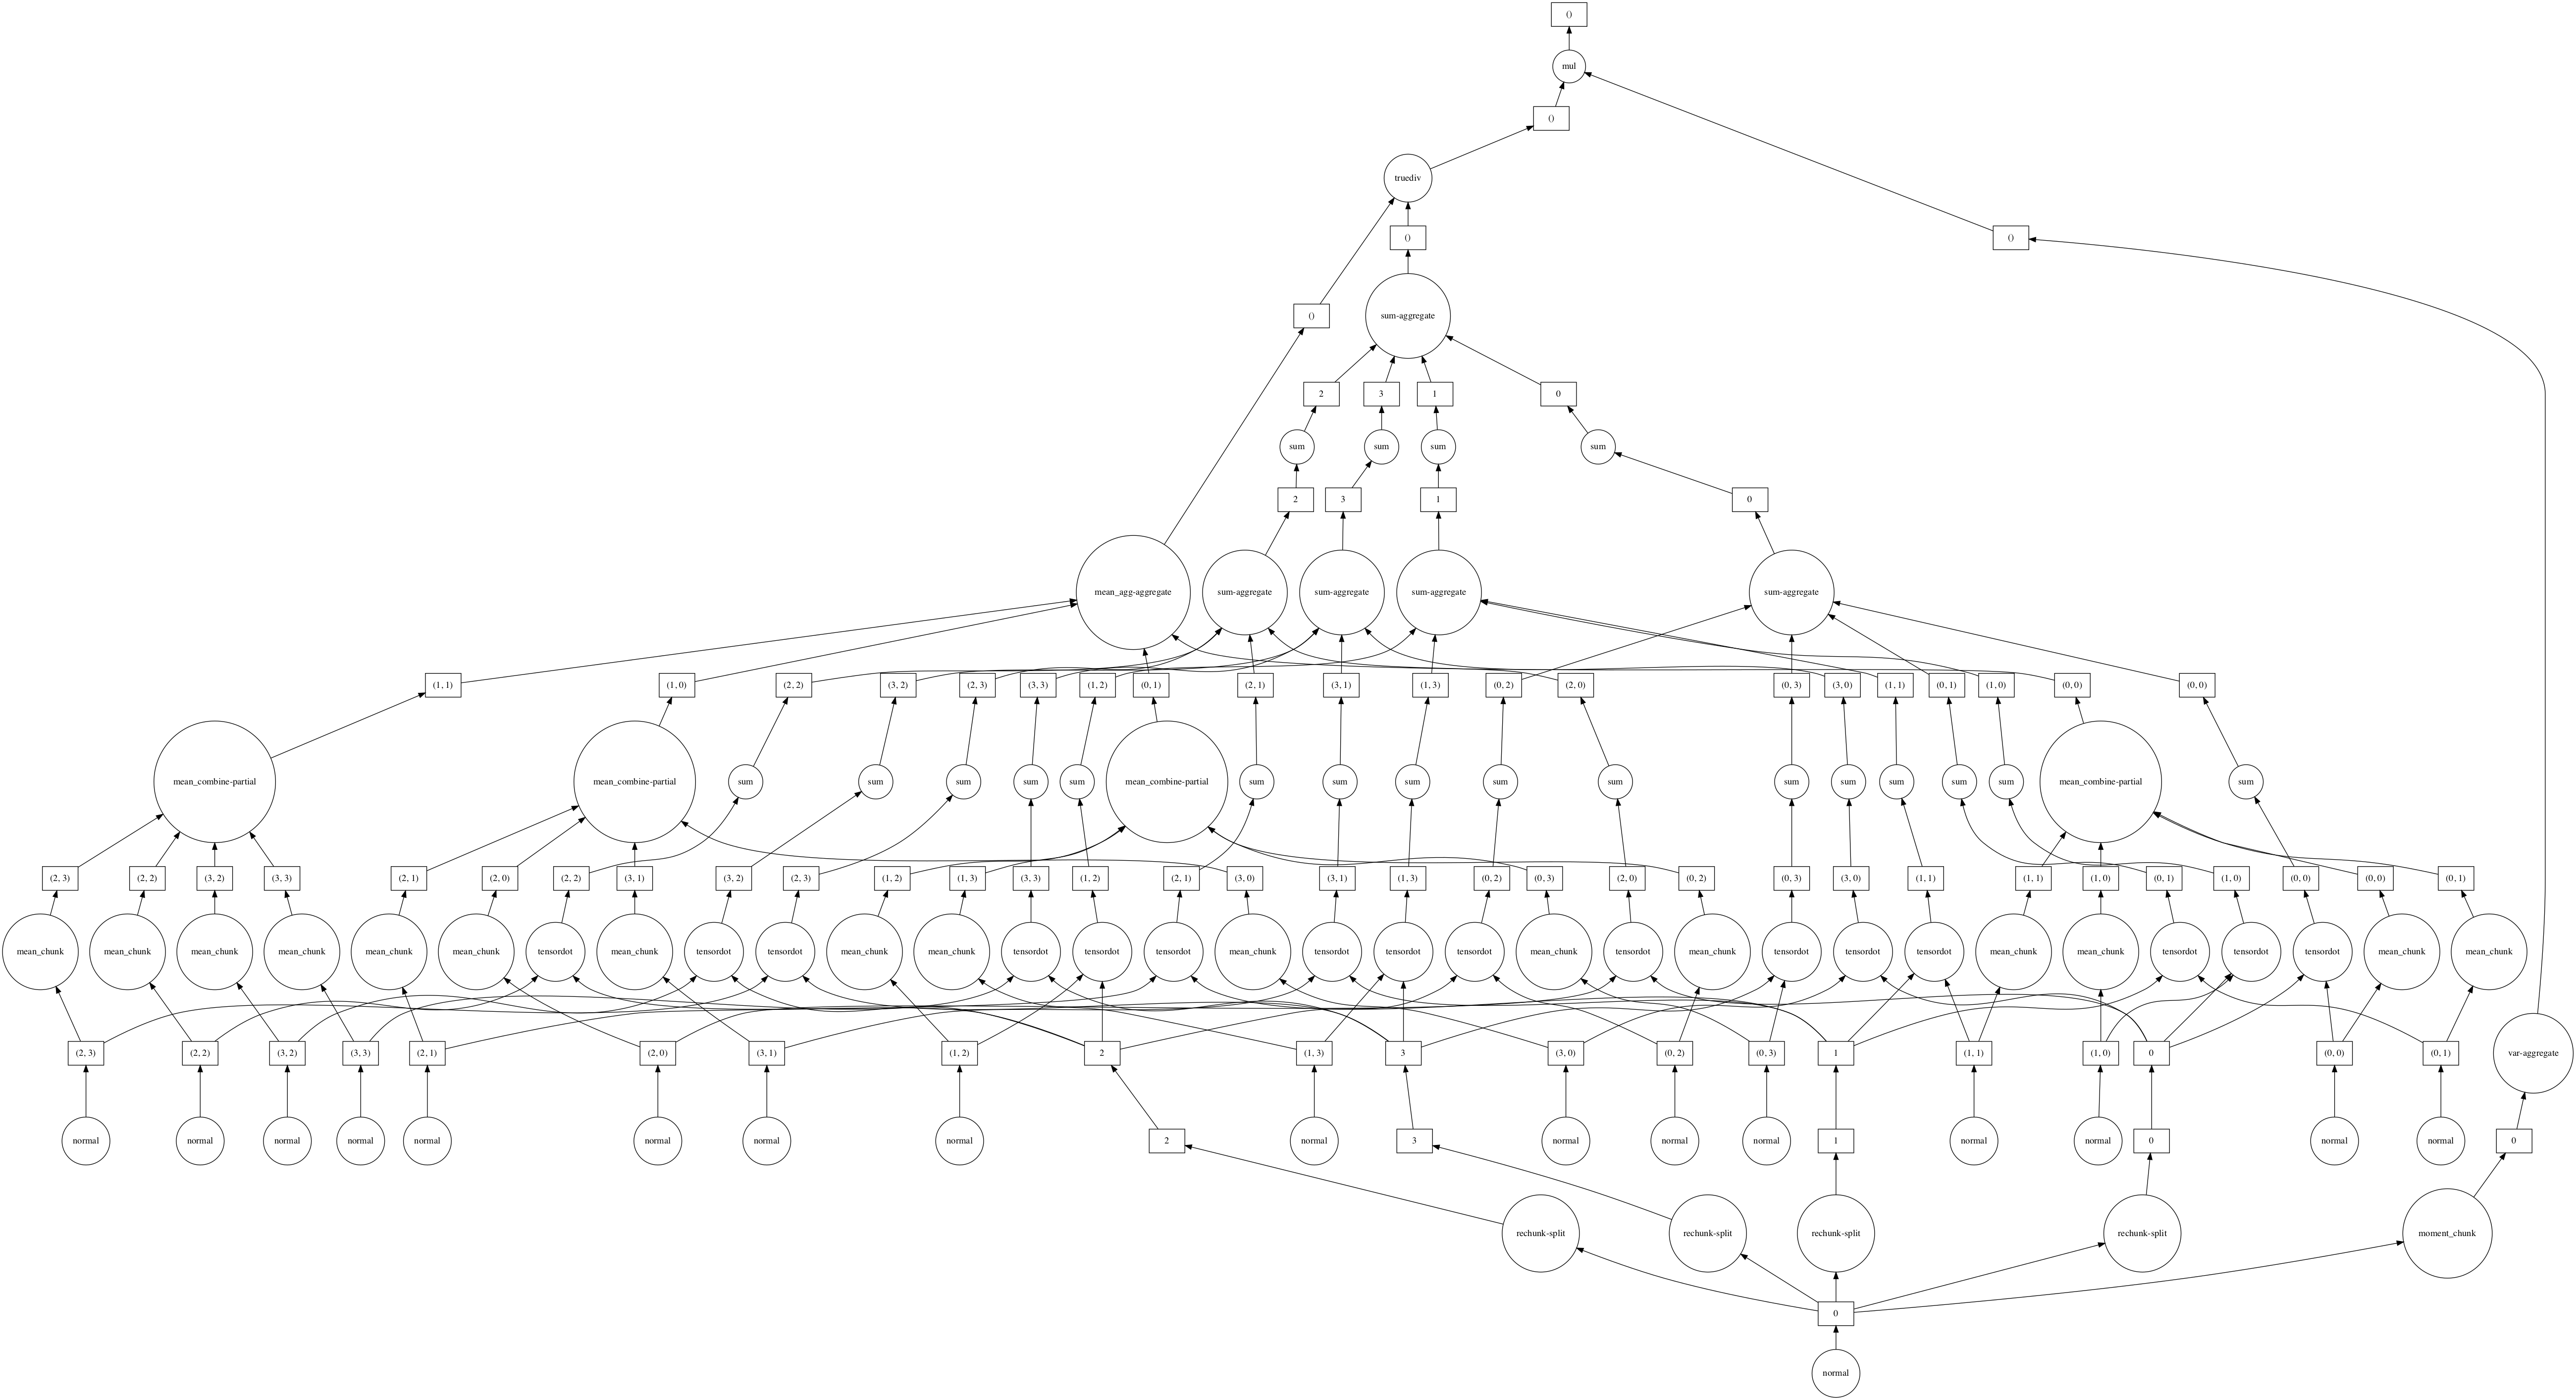 ()
mul
()
truediv
()
()
()
sum-aggregate
2
3
1
0
sum
sum
sum
sum
2
3
1
0
mean_agg-aggregate
sum-aggregate
sum-aggregate
sum-aggregate
sum-aggregate
(1, 1)
(1, 0)
(2, 2)
(3, 2)
(2, 3)
(3, 3)
(1, 2)
(0, 1)
(2, 1)
(3, 1)
(1, 3)
(0, 2)
(2, 0)
(0, 3)
(3, 0)
(1, 1)
(0, 1)
(1, 0)
(0, 0)
(0, 0)
mean_combine-partial
mean_combine-partial
sum
sum
sum
sum
sum
mean_combine-partial
sum
sum
sum
sum
sum
sum
sum
sum
sum
sum
mean_combine-partial
sum
(2, 3)
(2, 2)
(3, 2)
(3, 3)
(2, 1)
(2, 0)
(2, 2)
(3, 1)
(3, 2)
(2, 3)
(1, 2)
(1, 3)
(3, 3)
(1, 2)
(2, 1)
(3, 0)
(3, 1)
(1, 3)
(0, 2)
(0, 3)
(2, 0)
(0, 2)
(0, 3)
(3, 0)
(1, 1)
(1, 1)
(1, 0)
(0, 1)
(1, 0)
(0, 0)
(0, 0)
(0, 1)
mean_chunk
mean_chunk
mean_chunk
mean_chunk
mean_chunk
mean_chunk
tensordot
mean_chunk
tensordot
tensordot
mean_chunk
mean_chunk
tensordot
tensordot
tensordot
mean_chunk
tensordot
tensordot
tensordot
mean_chunk
tensordot
mean_chunk
tensordot
tensordot
tensordot
mean_chunk
mean_chunk
tensordot
tensordot
tensordot
mean_chunk
mean_chunk
(2, 3)
(2, 2)
(3, 2)
(3, 3)
(2, 1)
(2, 0)
(3, 1)
(1, 2)
2
(1, 3)
3
(3, 0)
(0, 2)
(0, 3)
1
(1, 1)
(1, 0)
0
(0, 0)
(0, 1)
var-aggregate
normal
normal
normal
normal
normal
normal
normal
normal
2
normal
3
normal
normal
normal
1
normal
normal
0
normal
normal
0
rechunk-split
rechunk-split
rechunk-split
rechunk-split
moment_chunk
0
normal